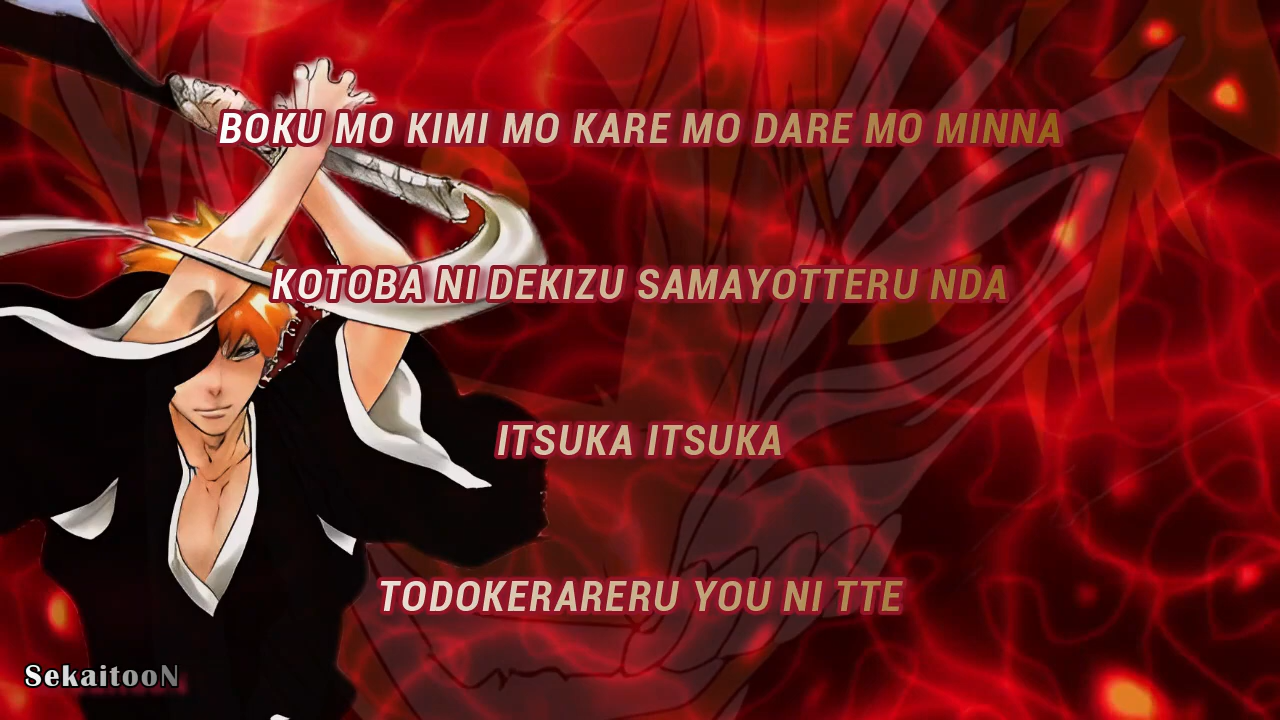 BOKU MO KIMI MO KARE MO DARE MO MINNA
KOTOBA NI DEKIZU SAMAYOTTERU NDA
ITSUKA ITSUKA
TODOKERARERU YOU NI TTE
SekaitooN